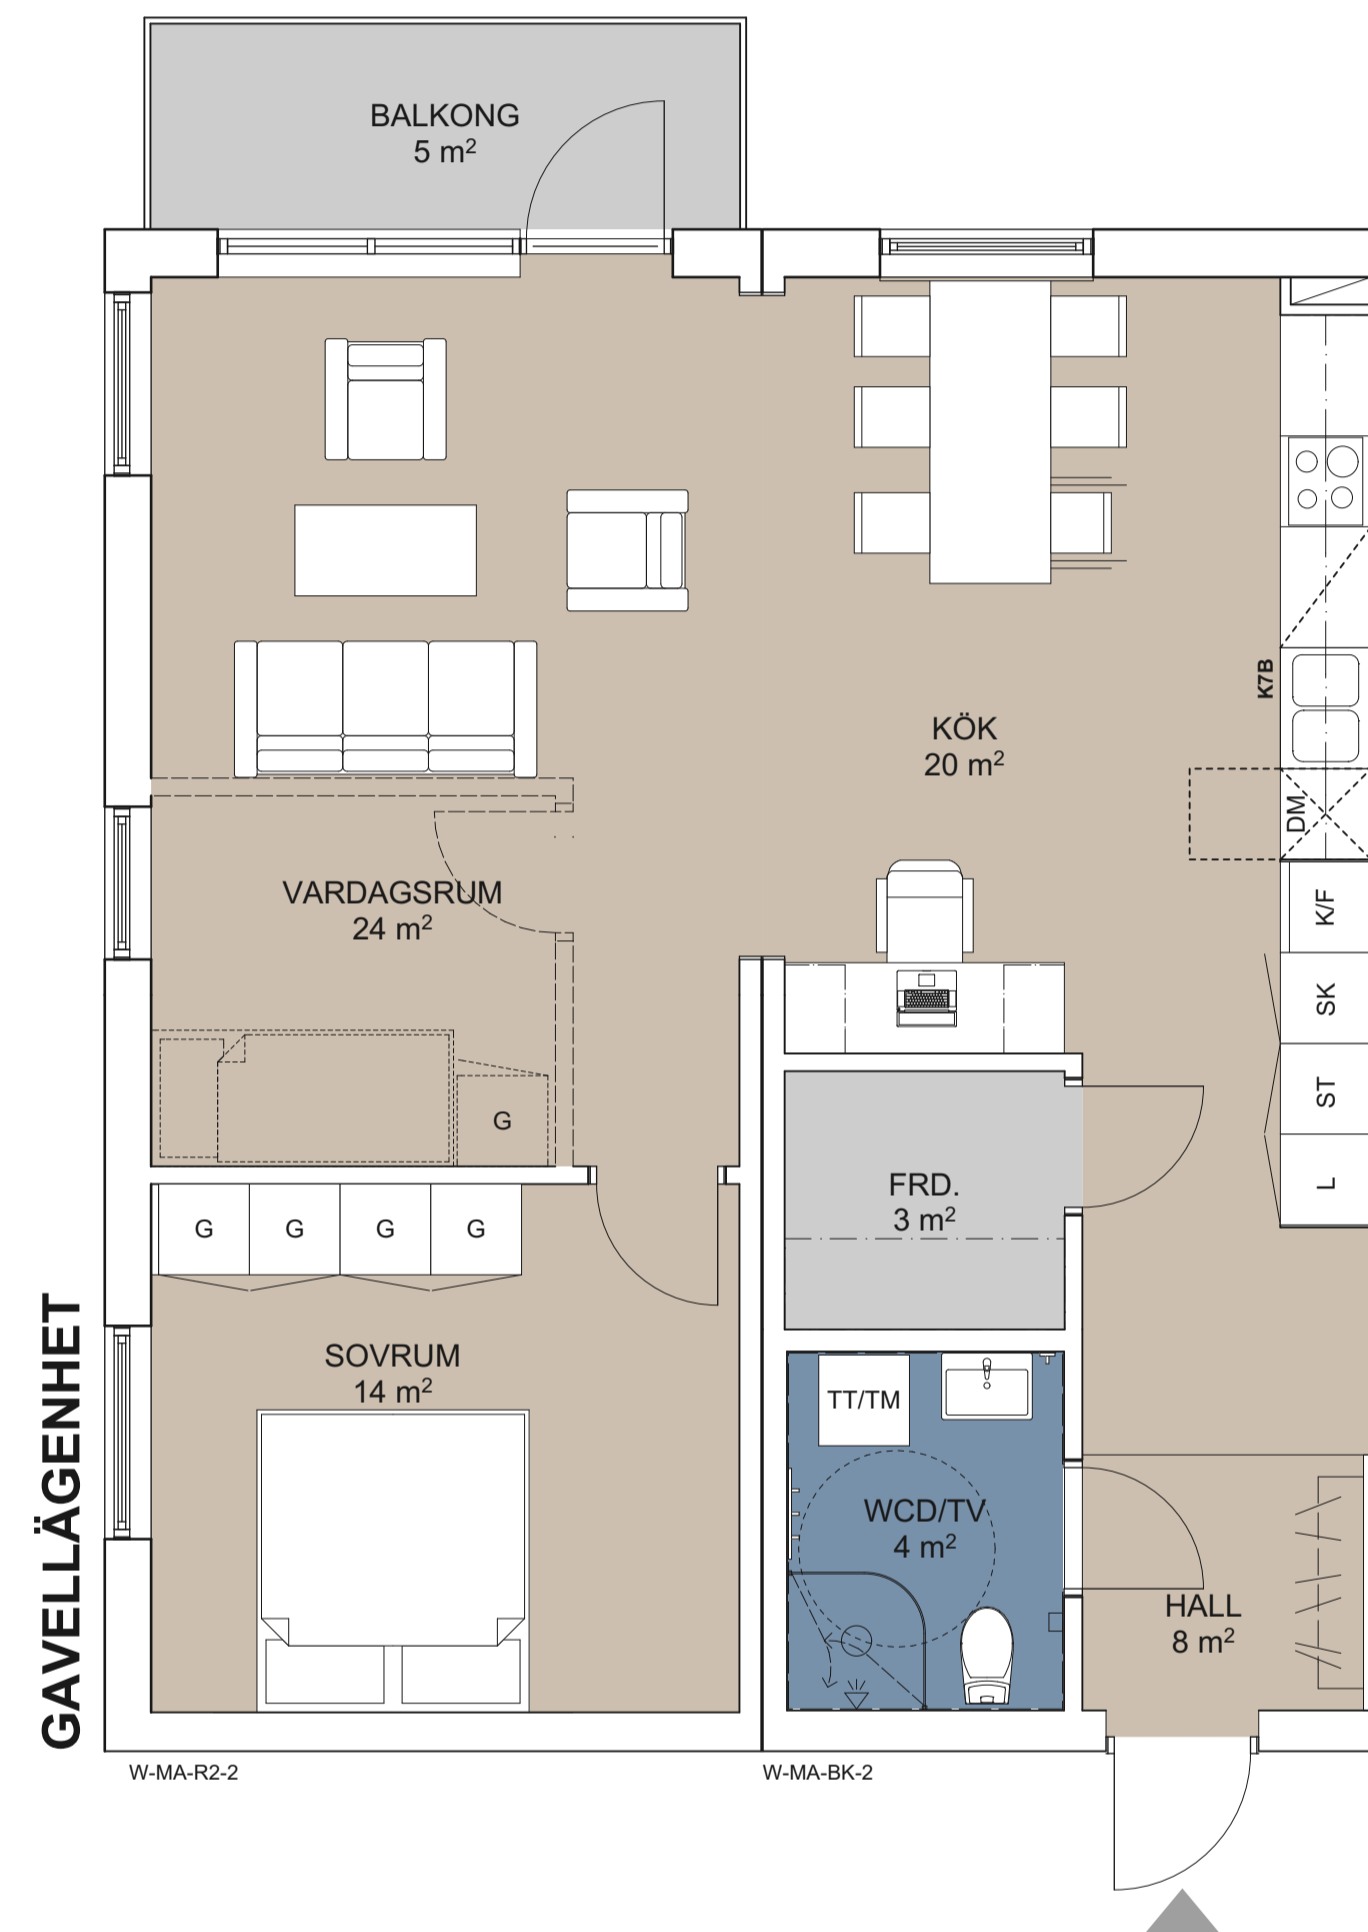 BALKONG
5 m²
KÖK
20 m²
K7B
DM
K/F
SK
ST
L
VARDAGSRUM
24 m²
G
FRD.
3 m²
G G G G
SOVRUM
14 m²
TT/TM
WCD/TV
4 m²
HALL
8 m²
GAVELLÄGENHET
W-MA-R2-2
W-MA-BK-2